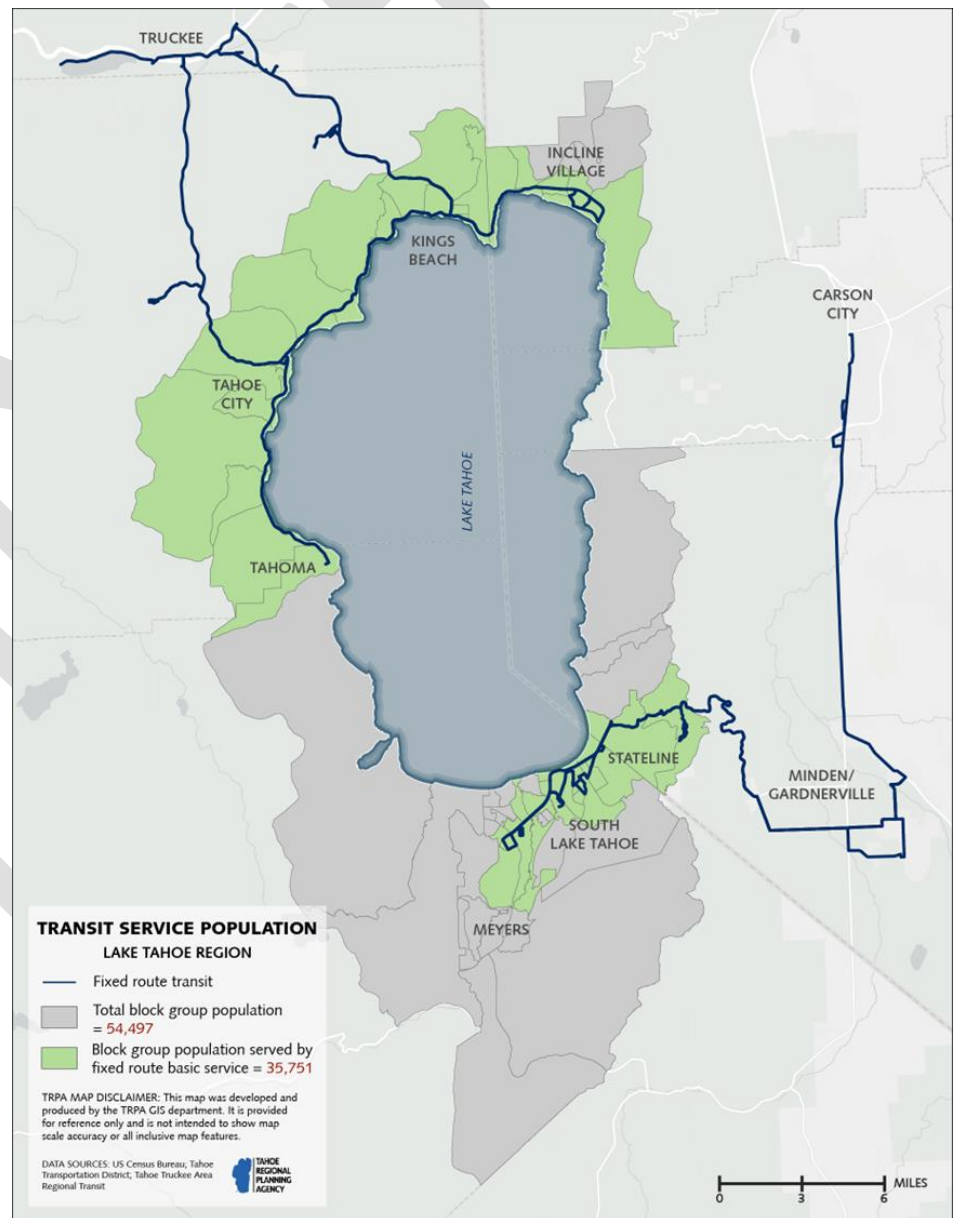 TRUCKEE
INCLINE
VILLAGE
KINGS
BEACH
CARSON
CITY
TAHOE
CITY
LAKE TAHOE
TAHOMA
STATELINE
MINDEN/
GARDNERVILLE
SOUTH
LAKE TAHOE
MEYERS
TRANSIT SERVICE POPULATION
LAKE TAHOE REGION
Fixed route transit
Total block group population
= 54,497
Block group population served by
fixed route basic service = 35,751
TRPA MAP DISCLAIMER: This map was developed and
produced by the TRPA GIS department. It is provided
for reference only and is not intended to show map
scale accuracy or all inclusive map features.
DATA SOURCES: US Census Bureau; Tahoe
Transportation District; Tahoe Truckee Area
Regional Transit
TAHOE
REGIONAL
PLANNING
AGENCY
MILES
0 3 6